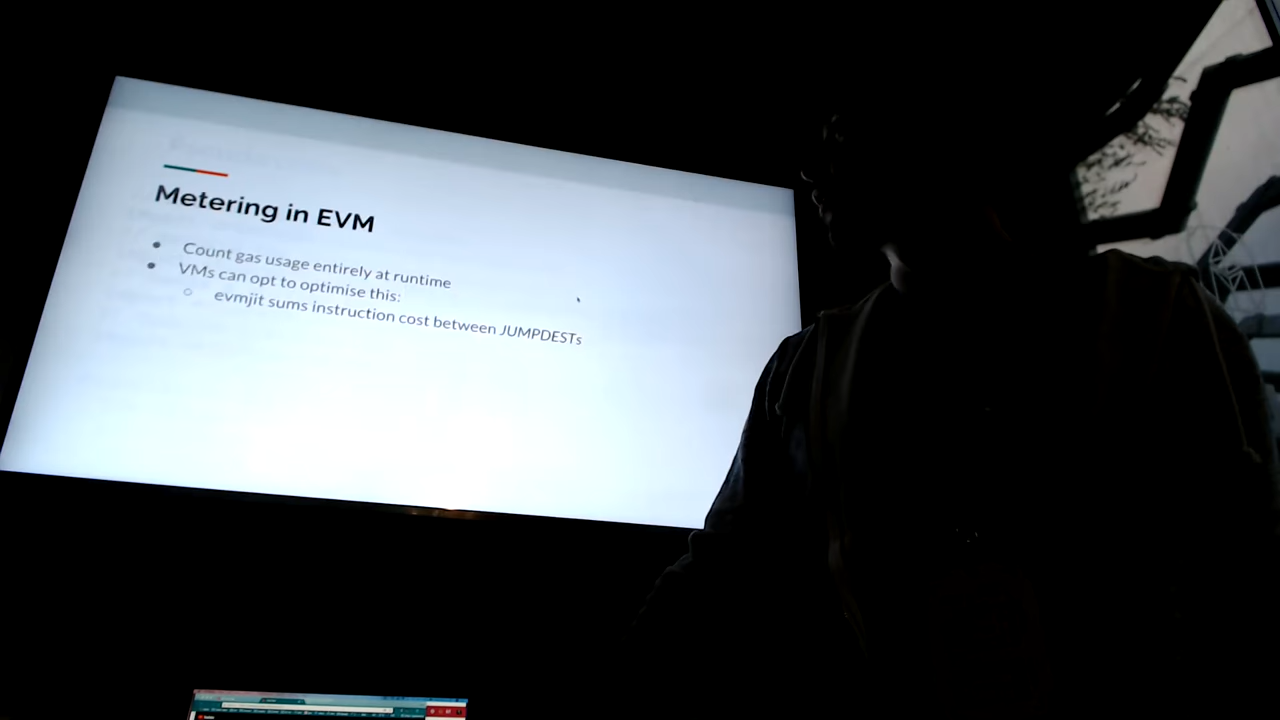 Metering in EVM
Count gas usage entirely at runtime
VMs can opt to optimise this:
evmjit sums instruction cost between JUMPDESTs